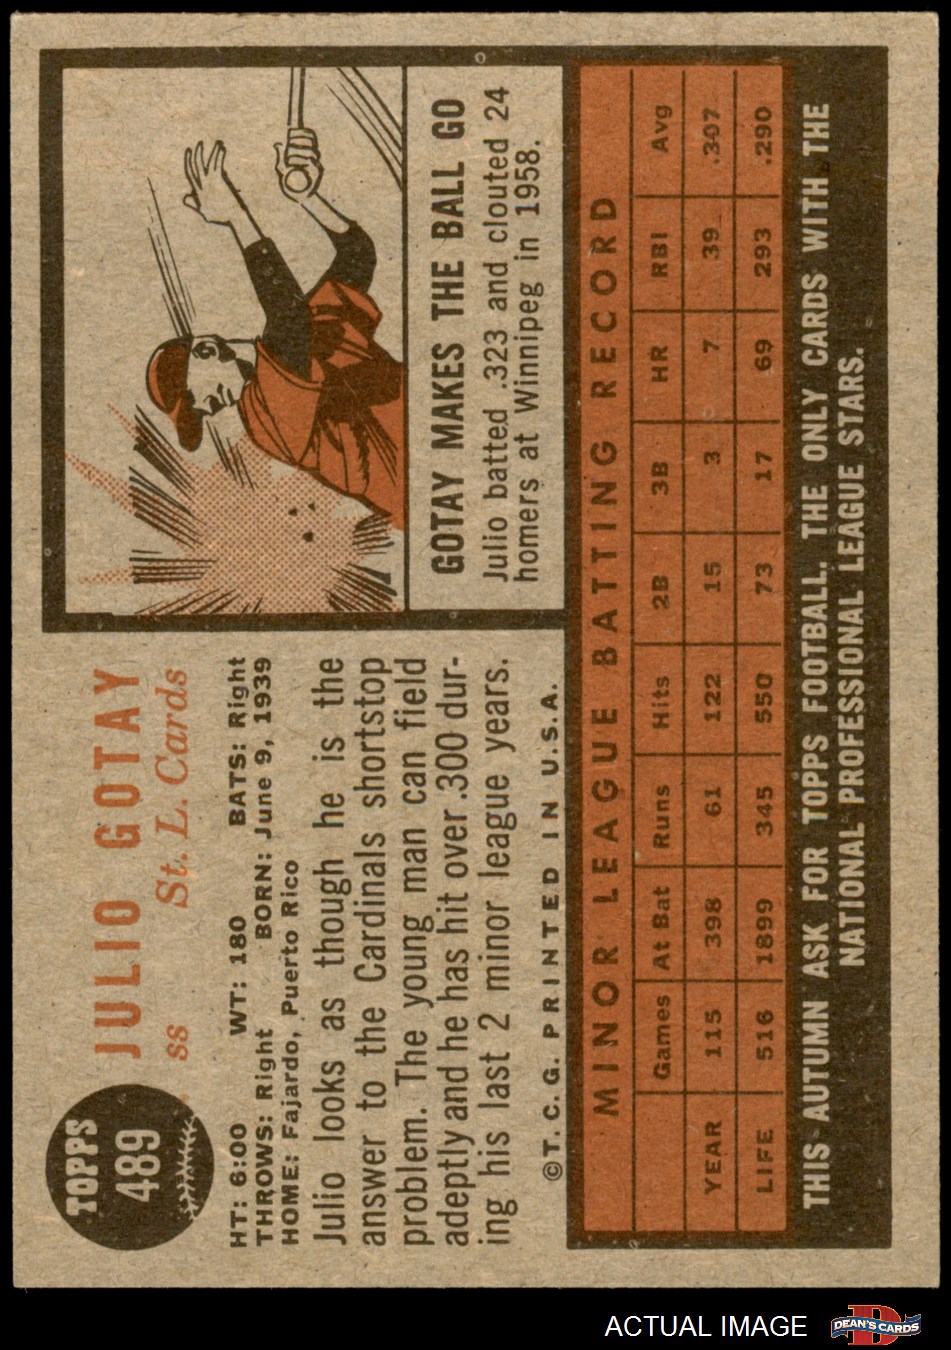 TOPPS
489
JULIO GOTAY
ss St. L. Cards
HT: 6:00 WT: 180 BATS: Right
THROWS: Right BORN: June 9, 1939
HOME: Fajardo, Puerto Rico
Julio looks as though he is the
answer to the Cardinals shortstop
problem. The young man can field
adeptly and he has hit over .300 dur-
ing his last 2 minor league years.
©T. C. G. PRINTED IN U.S.A.
GOTAY MAKES THE BALL GO
Julio batted .323 and clouted 24
homers at Winnipeg in 1958.
MINOR LEAGUE BATTING RECORD
Games At Bat Runs Hits 2B 3B HR RBI Avg
YEAR 115 398 61 122 15 3 7 39 .307
LIFE 516 1899 345 550 73 17 69 293 .290
THIS AUTUMN ASK FOR TOPPS FOOTBALL. THE ONLY CARDS WITH THE
NATIONAL PROFESSIONAL LEAGUE STARS.
ACTUAL IMAGE
DEAN'S CARDS